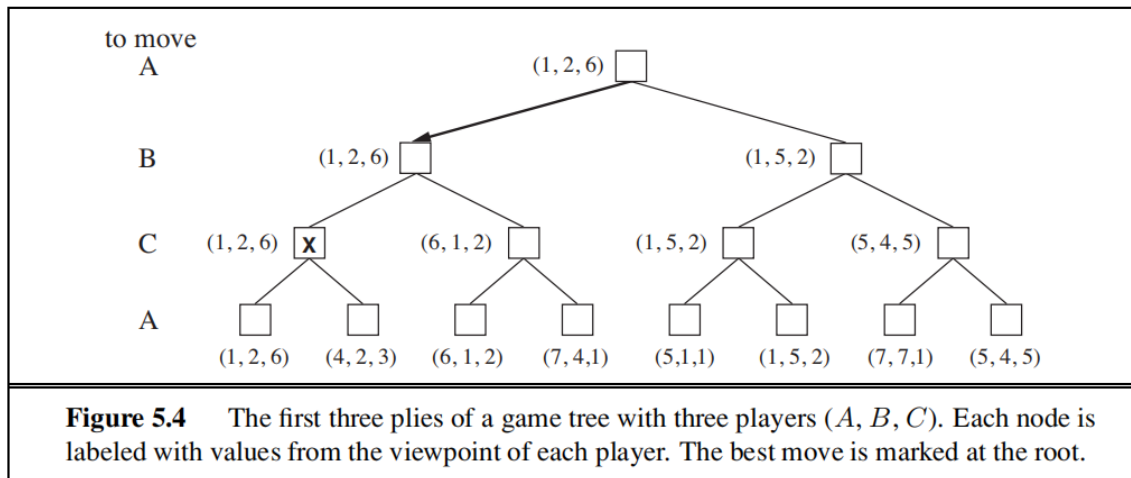 to move
A (1, 2, 6)
B (1, 2, 6) (1, 5, 2)
C (1, 2, 6) X (6, 1, 2) (1, 5, 2) (5, 4, 5)
A
(1, 2, 6) (4, 2, 3) (6, 1, 2) (7, 4,1) (5,1,1) (1, 5, 2) (7, 7,1) (5, 4, 5)
Figure 5.4 The first three plies of a game tree with three players (A, B, C). Each node is
labeled with values from the viewpoint of each player. The best move is marked at the root.